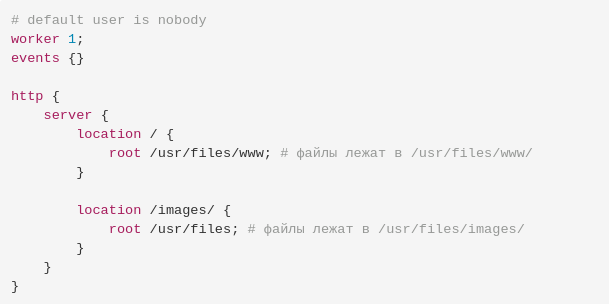 # default user is nobody
worker 1;
events {}
http {
server {
location / {
root /usr/files/www; # файлы лежат в /usr/files/www/
}
location /images/ {
root /usr/files; # файлы лежат в /usr/files/images/
}
}
}